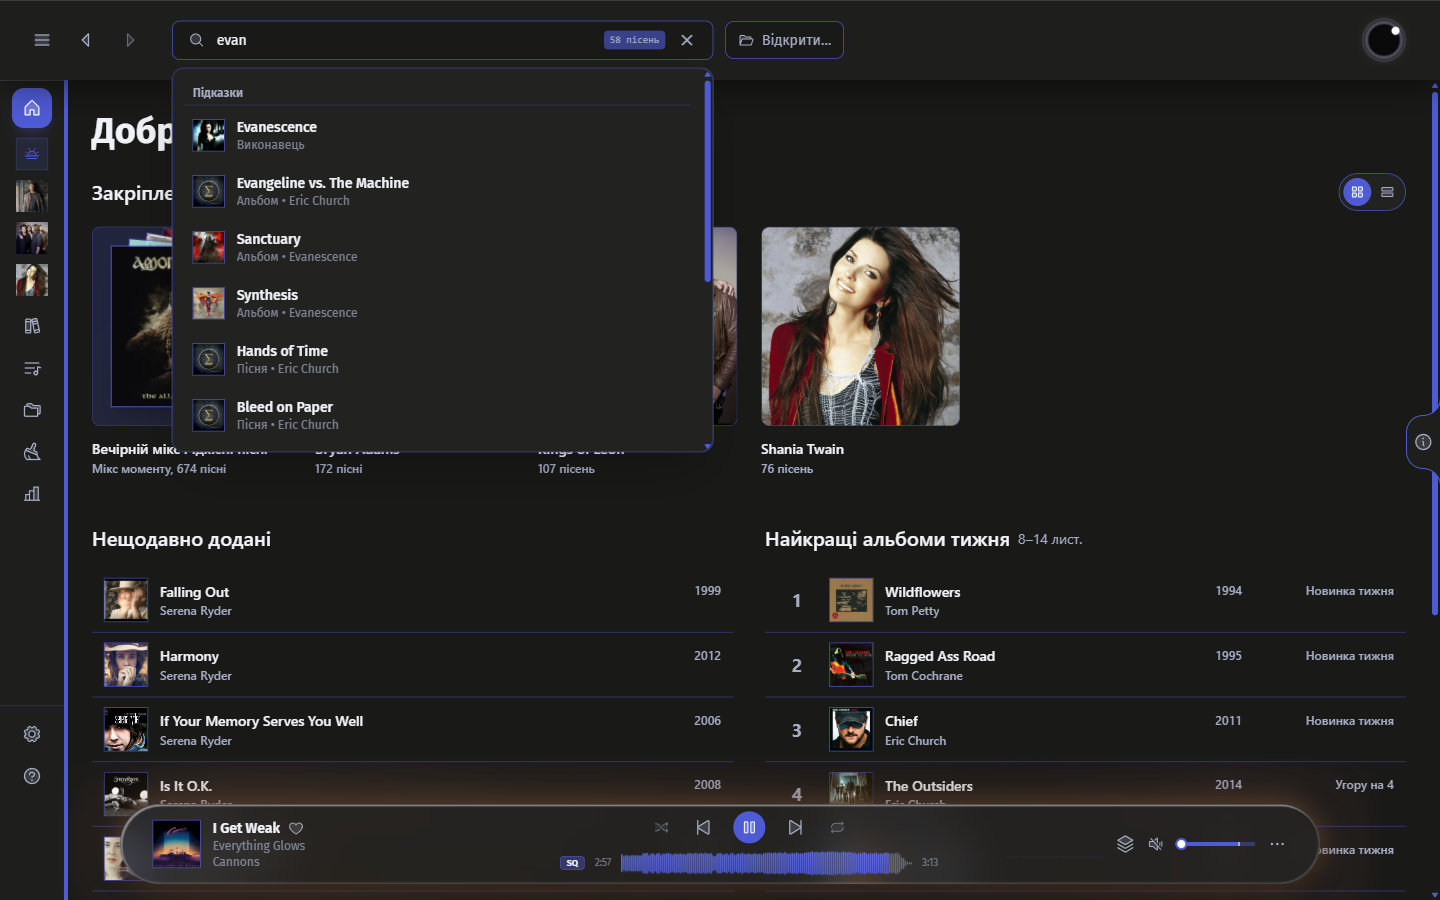 evan
58 пісень
Відкрити...
Підказки
Evanescence
Виконавець
Evangeline vs. The Machine
Альбом • Eric Church
Sanctuary
Альбом • Evanescence
Synthesis
Альбом • Evanescence
Hands of Time
Пісня • Eric Church
Bleed on Paper
Пісня • Eric Church
Добр
Закріпле
Вечірній мікс
Мікс моменту, 674 пісні
172 пісні
107 пісень
Shania Twain
76 пісень
Нещодавно додані
Falling Out
Serena Ryder
1999
Harmony
Serena Ryder
2012
If Your Memory Serves You Well
Serena Ryder
2006
Is It O.K.
2008
Найкращі альбоми тижня 8–14 лист.
1
Wildflowers
Tom Petty
1994
Новинка тижня
2
Ragged Ass Road
Tom Cochrane
1995
Новинка тижня
3
Chief
Eric Church
2011
Новинка тижня
4
The Outsiders
Eric Church
2014
Угору на 4
овинка тижня
I Get Weak
Everything Glows
Cannons
SQ
2:57
3:13